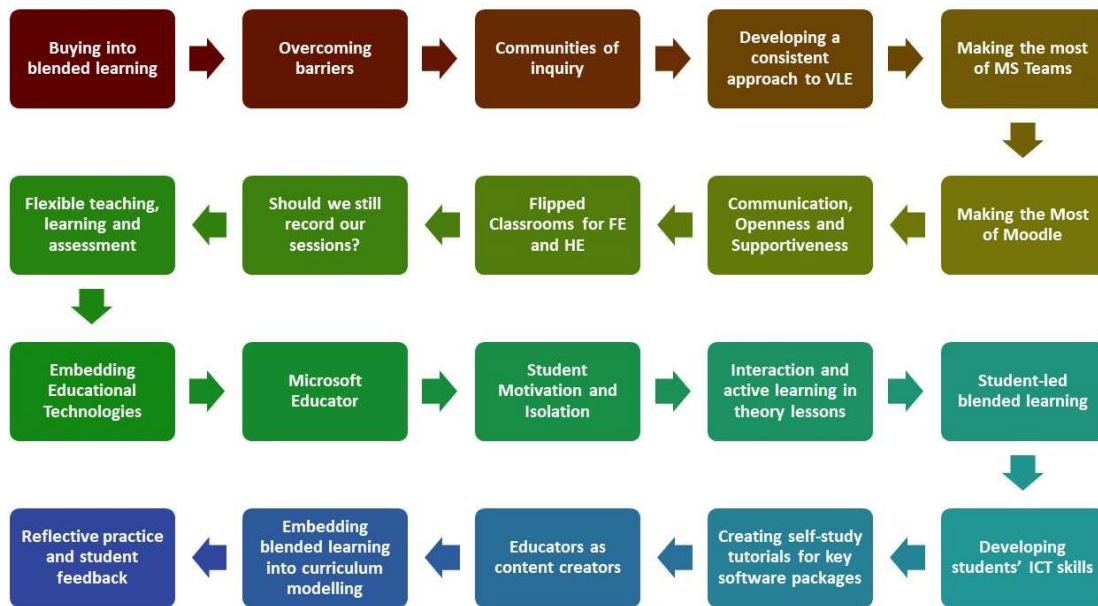 Buying into
blended learning
Overcoming
barriers
Communities of
inquiry
Developing a
consistent
approach to VLE
Making the most
of MS Teams
Making the Most
of Moodle
Communication,
Openness and
Supportiveness
Flipped
Classrooms for FE
and HE
Should we still
record our
sessions?
Flexible teaching,
learning and
assessment
Embedding
Educational
Technologies
Microsoft
Educator
Student
Motivation and
Isolation
Interaction and
active learning in
theory lessons
Student-led
blended learning
Developing
students’ ICT skills
Creating self-study
tutorials for key
software packages
Educators as
content creators
Embedding
blended learning
into curriculum
modelling
Reflective practice
and student
feedback